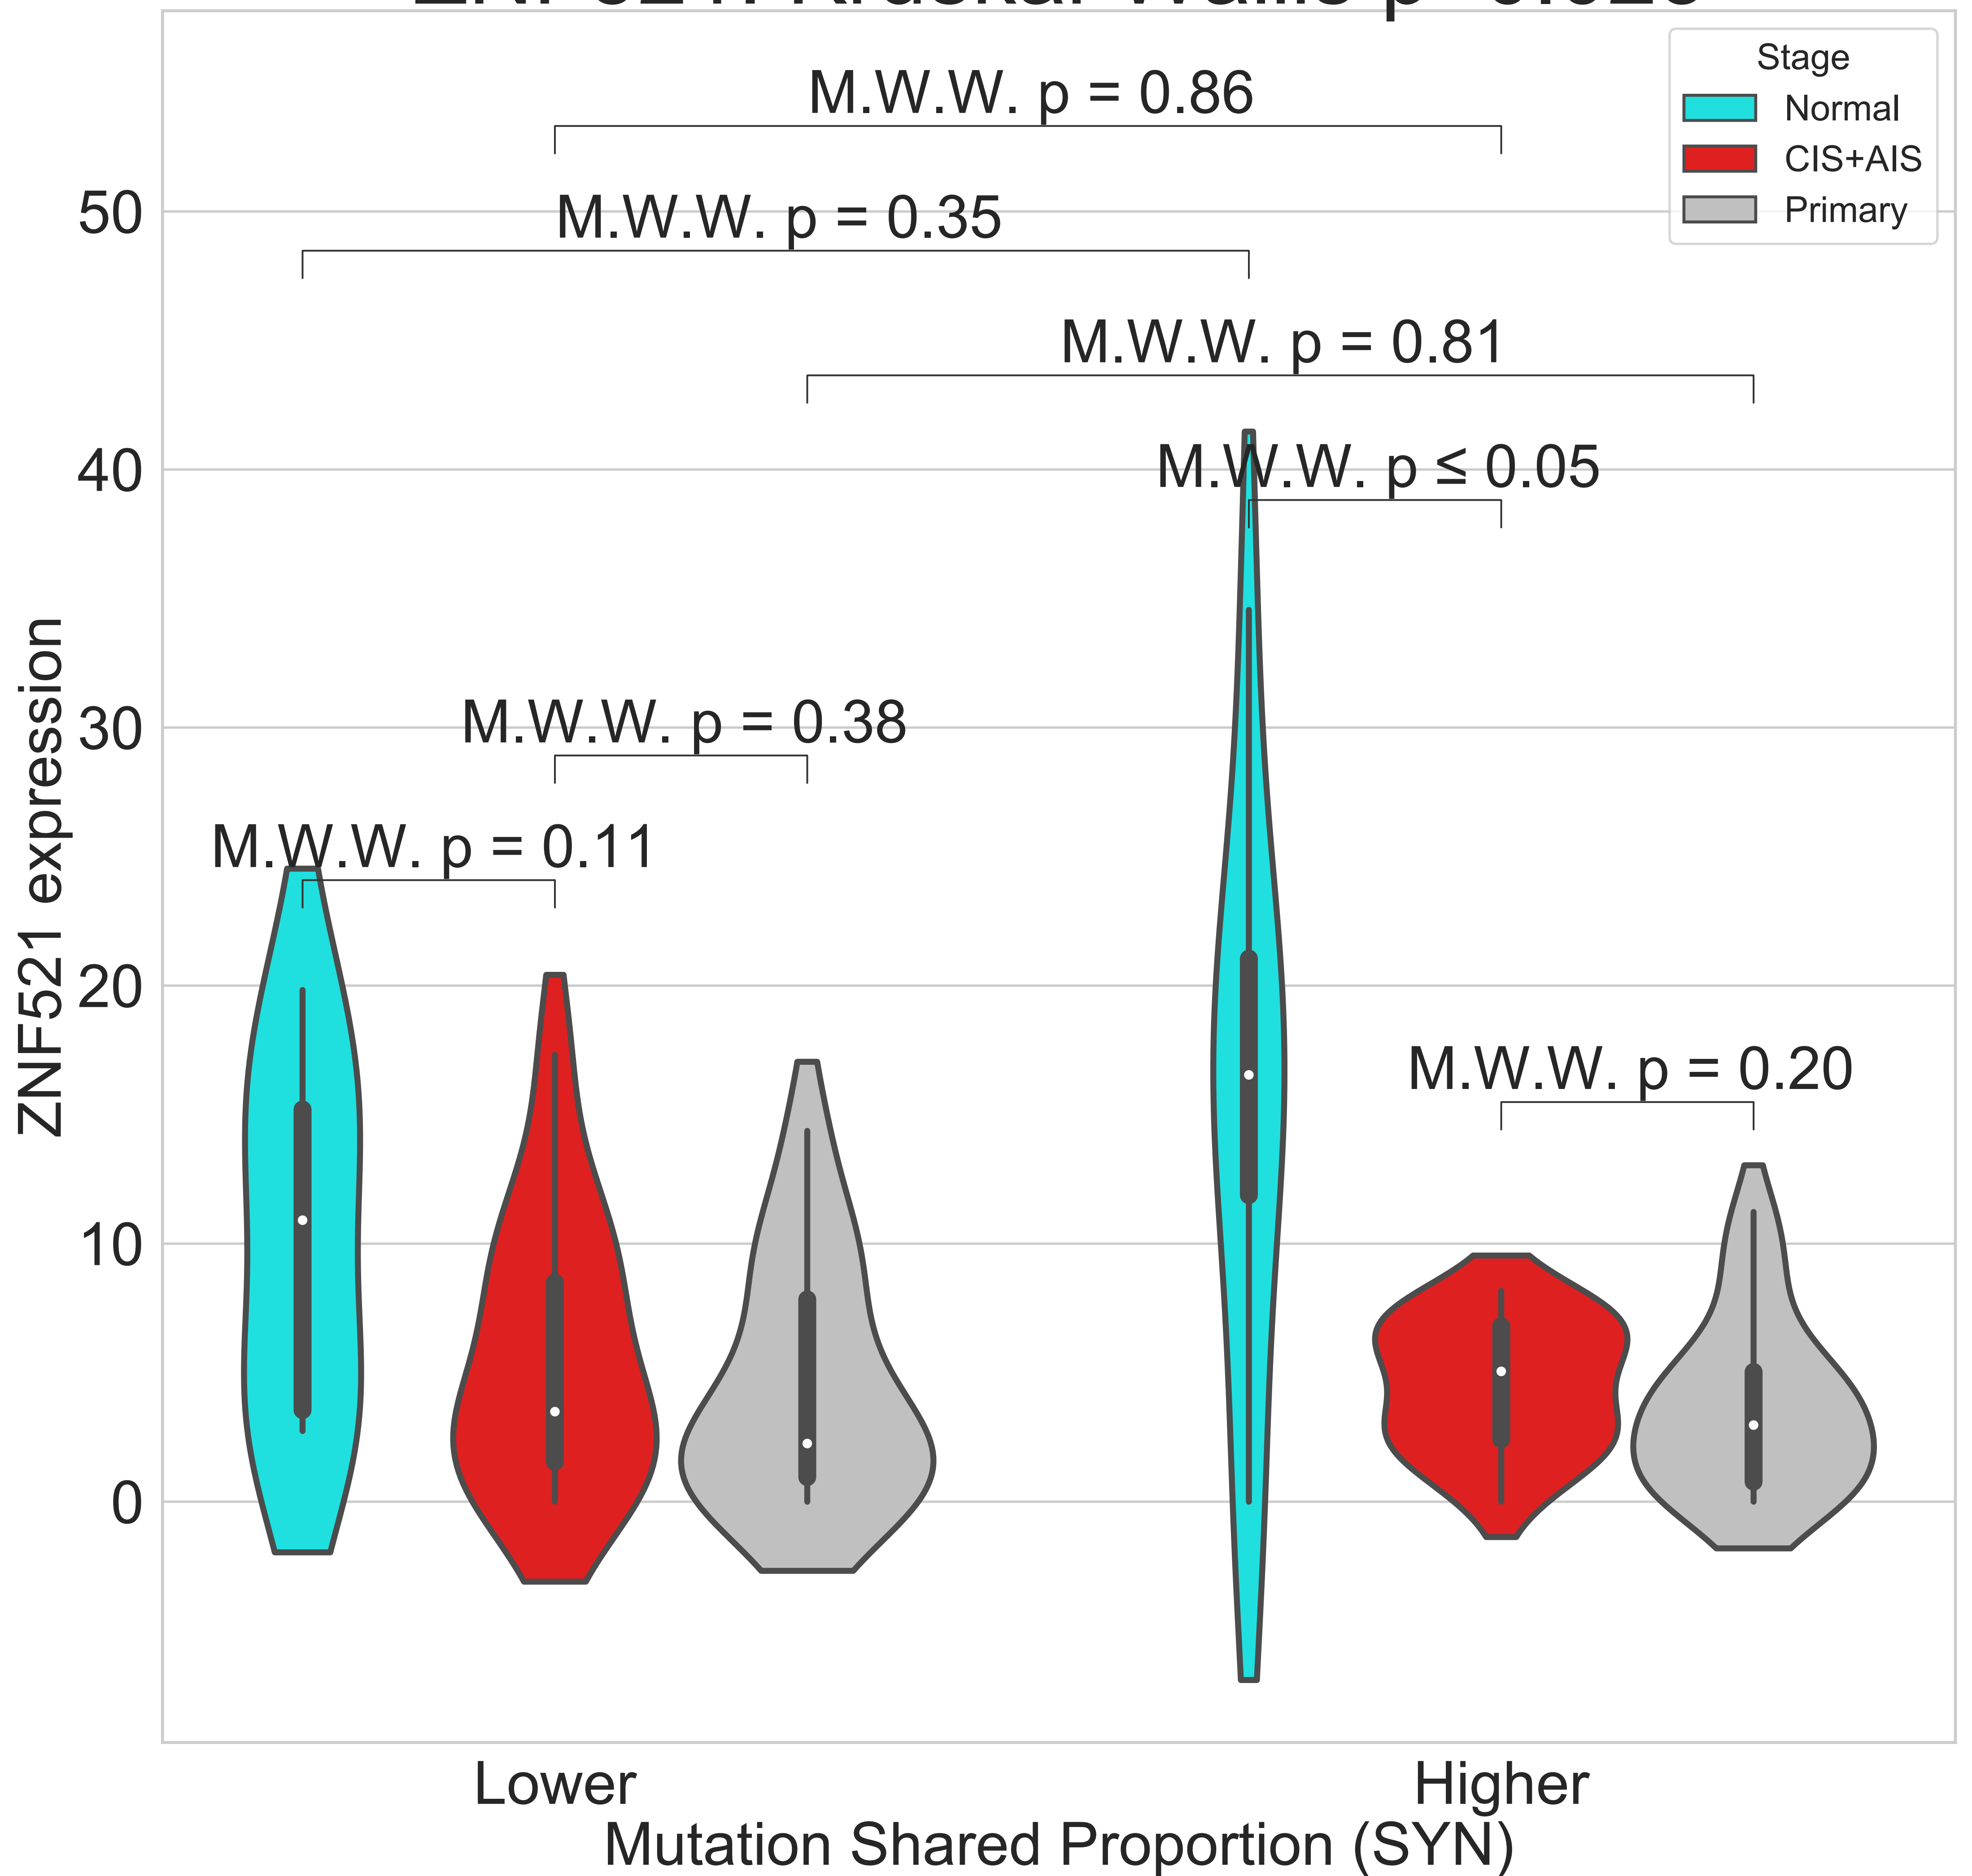 Stage
Normal
CIS+AIS
Primary
M.W.W. p = 0.86
M.W.W. p = 0.35
M.W.W. p = 0.81
M.W.W. p ≤ 0.05
M.W.W. p = 0.38
M.W.W. p = 0.11
M.W.W. p = 0.20
ZNF521 expression
50
40
30
20
10
0
Lower
Higher
Mutation Shared Proportion (SYN)